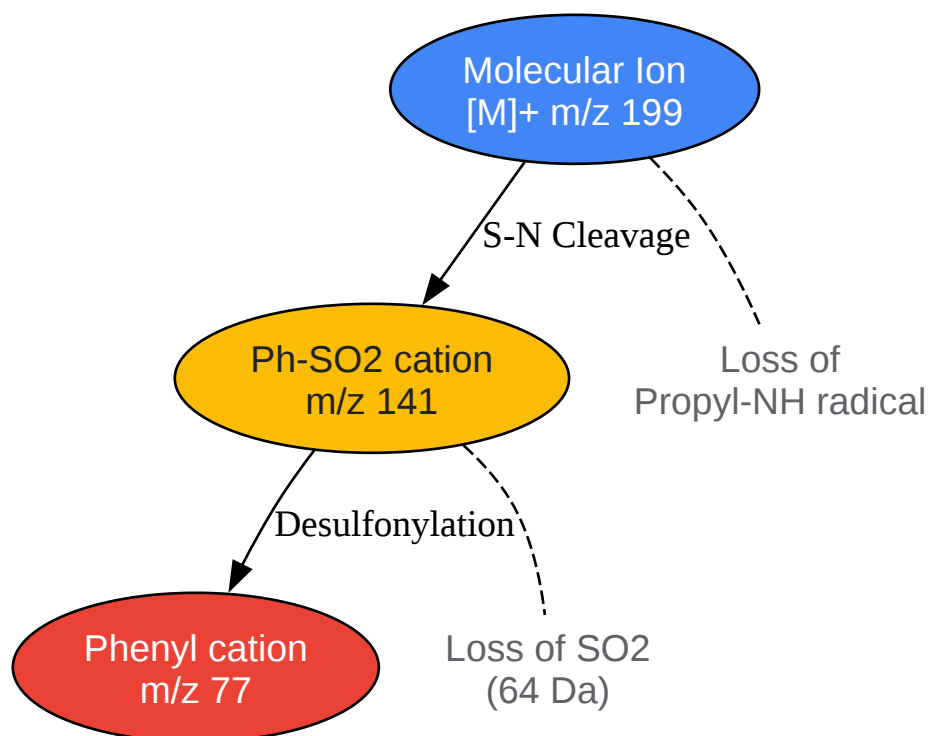 Molecular Ion
[M]+ m/z 199
S-N Cleavage
Ph-SO2 cation
m/z 141
Loss of
Propyl-NH radical
Desulfonylation
Phenyl cation
m/z 77
Loss of SO2
(64 Da)